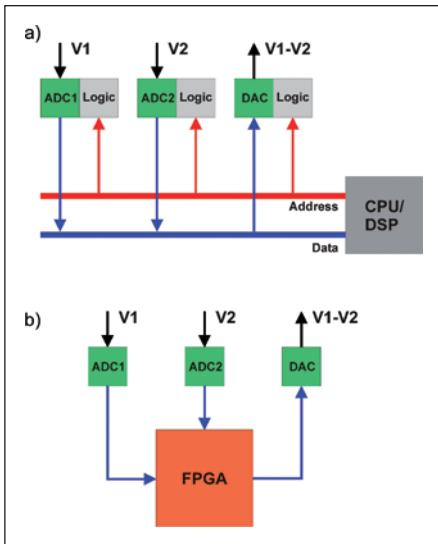 a)
V1 V2 V1-V2
ADC1 Logic ADC2 Logic DAC Logic
Address
CPU/
DSP
Data
b)
V1 V2 V1-V2
ADC1 ADC2 DAC
FPGA